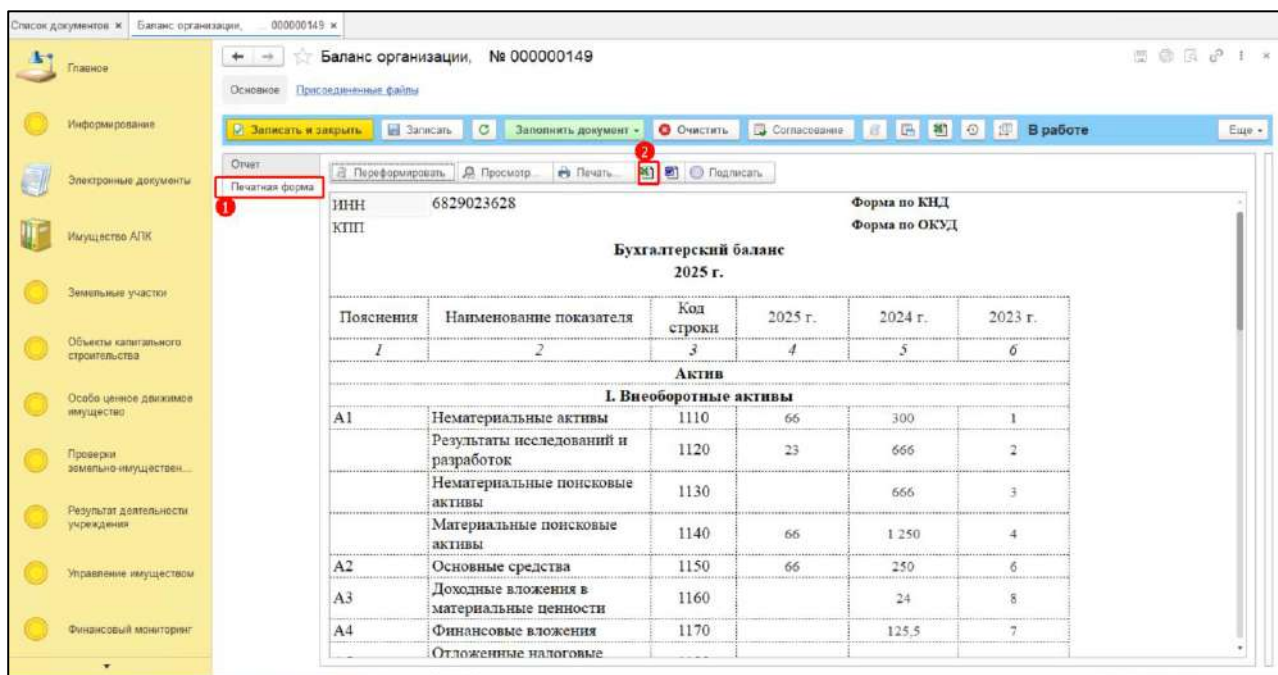 Список документов ×
Баланс организации, ... 000000149 ×
Главное
Информирование
Электронные документы
Имущество АПК
Земельные участки
Объекты капитального
строительства
Особо ценное движимое
имущество
Проверки
земельно-имуществен...
Результат деятельности
учреждения
Управление имуществом
Финансовый мониторинг
Баланс организации, № 000000149
Основное Присоединенные файлы
Записать и закрыть Записать Заполнить документ Очистить Согласование В работе Еще
Отчет
Печатная форма
1
2
Переформировать Просмотр... Печать... Подписать
ИНН 6829023628 Форма по КНД
КПП Форма по ОКУД
Бухгалтерский баланс
2025 г.
Пояснения Наименование показателя Код строки 2025 г. 2024 г. 2023 г.
1 2 3 4 5 6
Актив
I. Внеоборотные активы
А1 Нематериальные активы 1110 66 300 1
Результаты исследований и
разработок 1120 23 666 2
Нематериальные поисковые
активы 1130 666 3
Материальные поисковые
активы 1140 66 1 250 4
А2 Основные средства 1150 66 250 6
А3 Доходные вложения в
материальные ценности 1160 24 8
А4 Финансовые вложения 1170 125,5 7
Отложенные налоговые